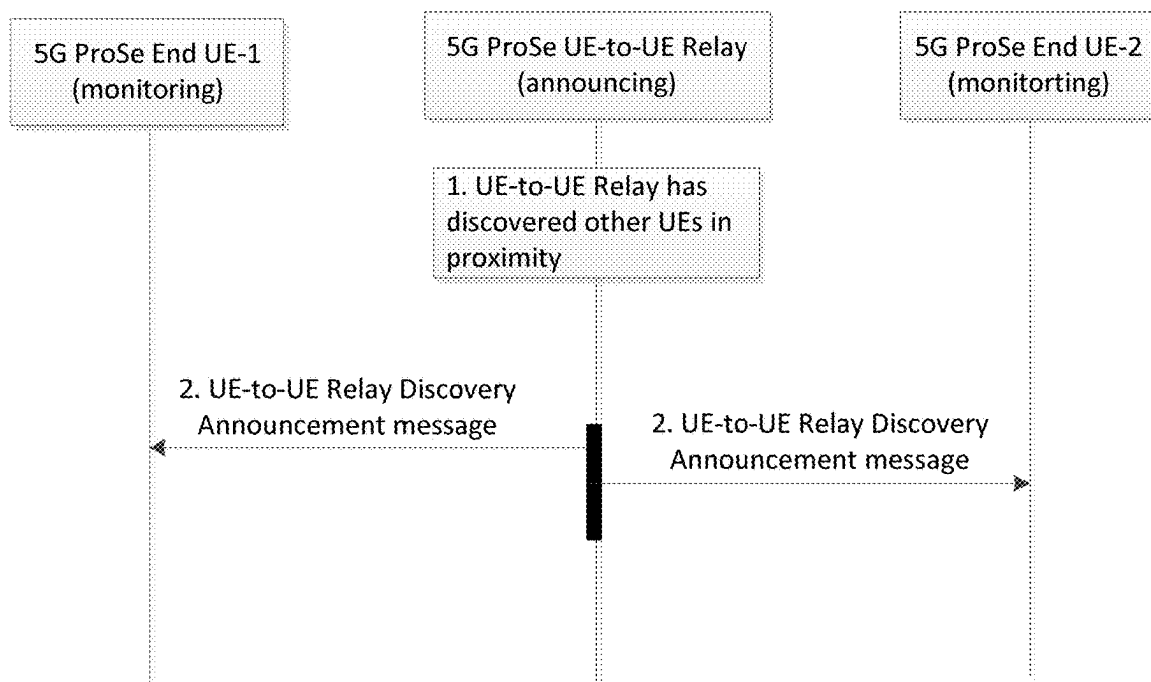 5G ProSe End UE-1
(monitoring)
5G ProSe UE-to-UE Relay
(announcing)
5G ProSe End UE-2
(monitorting)
1. UE-to-UE Relay has
discovered other UEs in
proximity
2. UE-to-UE Relay Discovery
Announcement message
2. UE-to-UE Relay Discovery
Announcement message